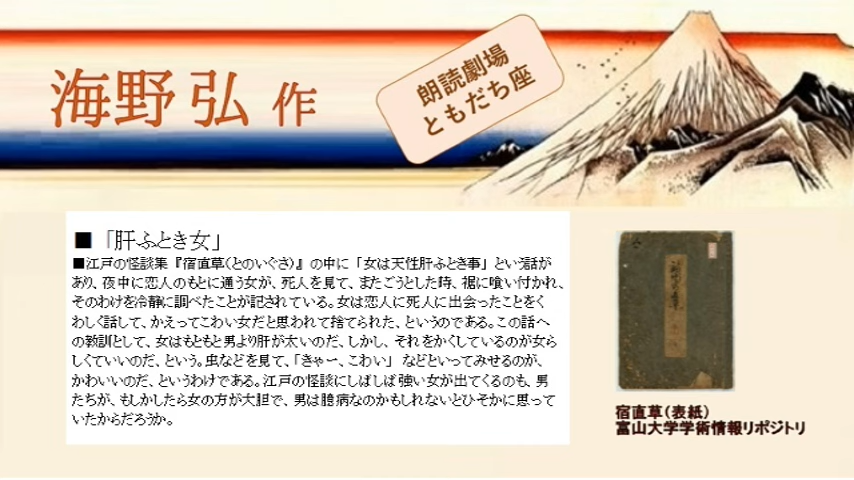 海野弘 作
朗読劇場
ともだち座
■ 「肝ふとき女」
■江戸の怪談集『宿直草(とのいぐさ)』の中に「女は天性肝ふとき事」という話が
あり、夜中に恋人のもとに通う女が、死人を見て、またごうとした時、裾に喰い付かれ、
そのわけを冷静に調べたことが記されている。女は恋人に死人に出会ったことをく
わしく話して、かえってこわい女だと思われて捨てられた、というのである。この話へ
の教訓として、女はもともと男より肝が太いのだ、しかし、それをかくしているのが女ら
しくていいのだ、という。虫などを見て、「きゃー、こわい」などといってみせるのが、
かわいいのだ、というわけである。江戸の怪談にしばしば強い女が出てくるのも、男
たちが、もしかしたら女の方が大胆で、男は臆病なのかもしれないとひそかに思って
いたからだろうか。
宿直草(表紙)
富山大学学術情報リポジトリ